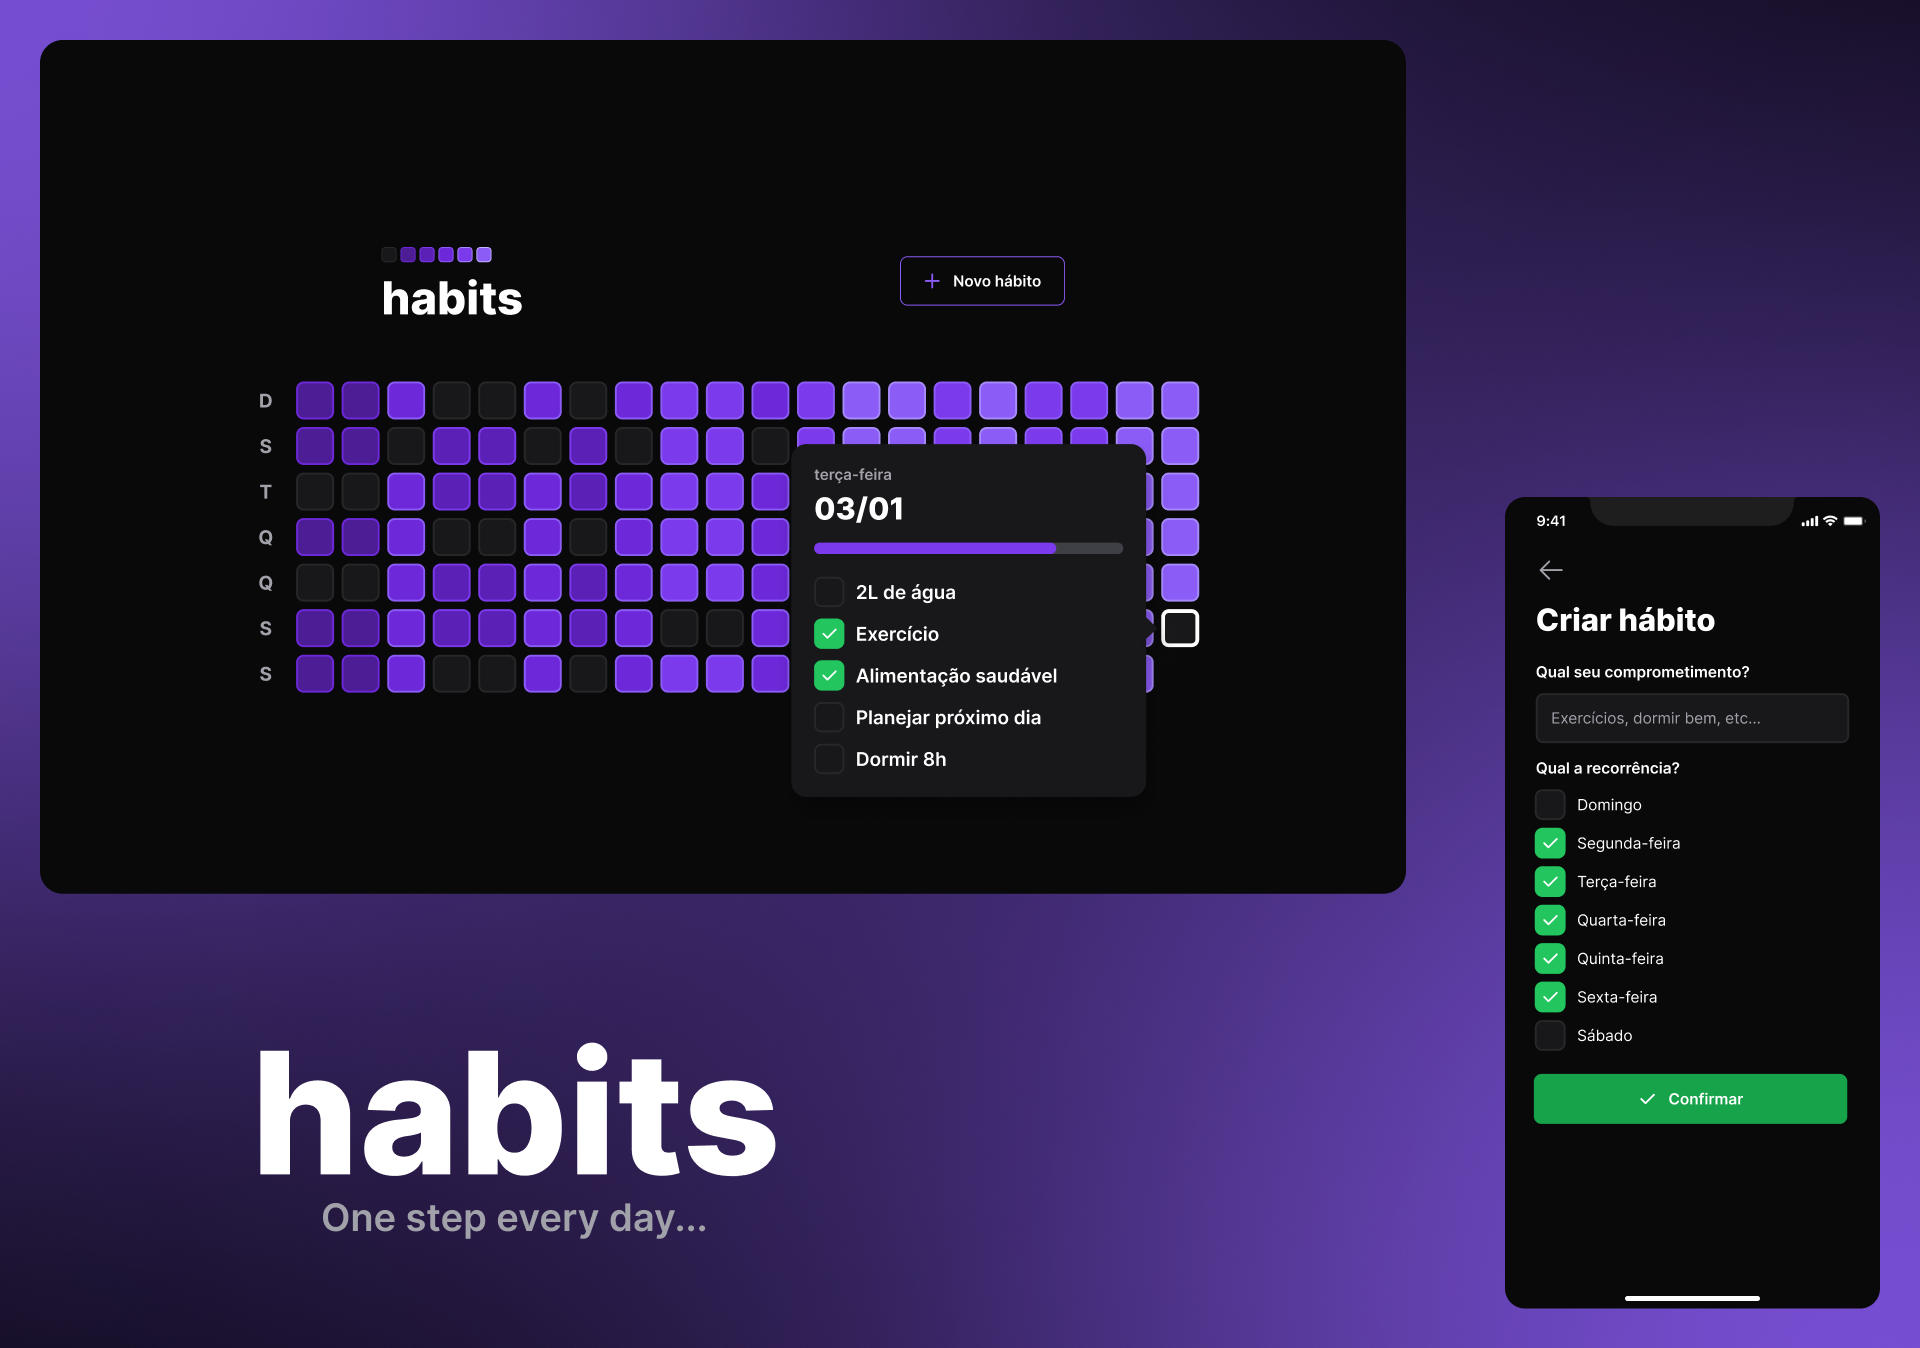 habits
Novo hábito
D
S
T
Q
Q
S
S
terça-feira
03/01
2L de água
Exercício
Alimentação saudável
Planejar próximo dia
Dormir 8h
habits
One step every day...
9:41
Criar hábito
Qual seu comprometimento?
Exercícios, dormir bem, etc...
Qual a recorrência?
Domingo
Segunda-feira
Terça-feira
Quarta-feira
Quinta-feira
Sexta-feira
Sábado
Confirmar